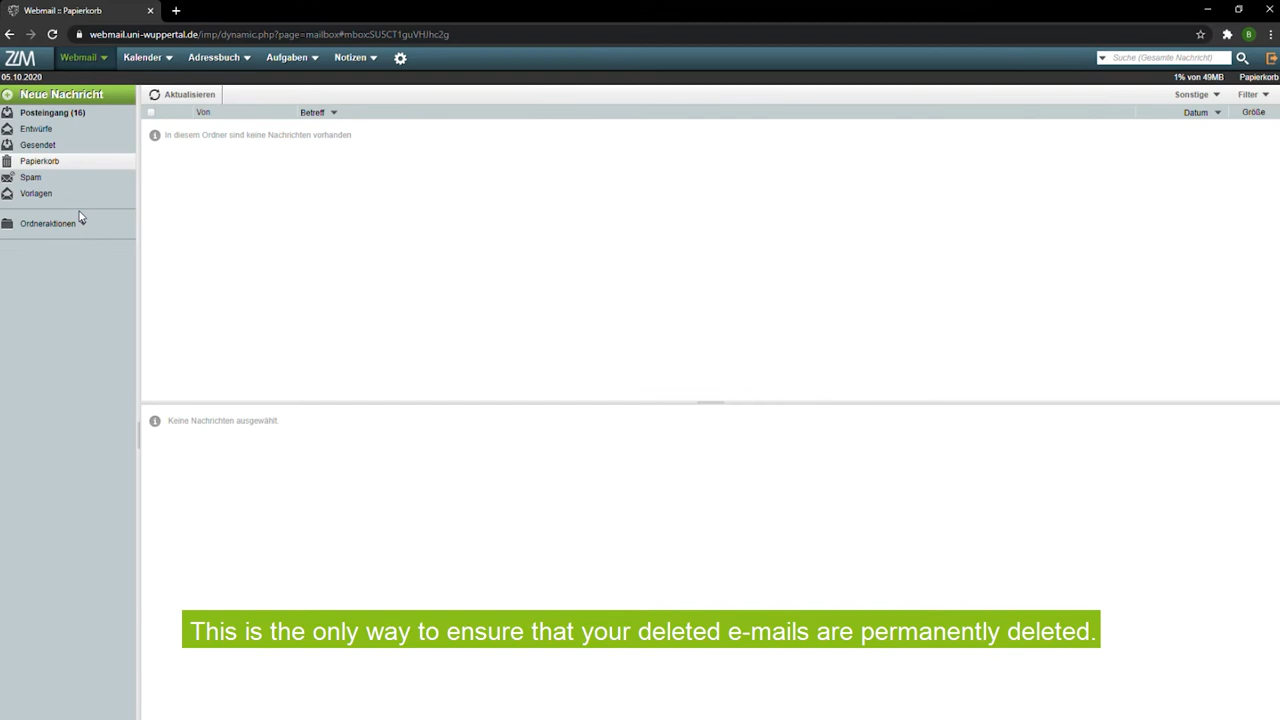 Webmail :: Papierkorb
webmail.uni-wuppertal.de/imp/dynamic.php?page=mailbox#mbox:SU5CT1guVHJhc2g
ZIM Webmail Kalender Adressbuch Aufgaben Notizen Suche (Gesamte Nachricht)
05.10.2020 1% von 49MB Papierkorb
Neue Nachricht Aktualisieren Sonstige Filter
Posteingang (16) Von Betreff Datum Größe
Entwürfe In diesem Ordner sind keine Nachrichten vorhanden
Gesendet
Papierkorb
Spam
Vorlagen
Ordneraktionen
Keine Nachrichten ausgewählt.
This is the only way to ensure that your deleted e-mails are permanently deleted.